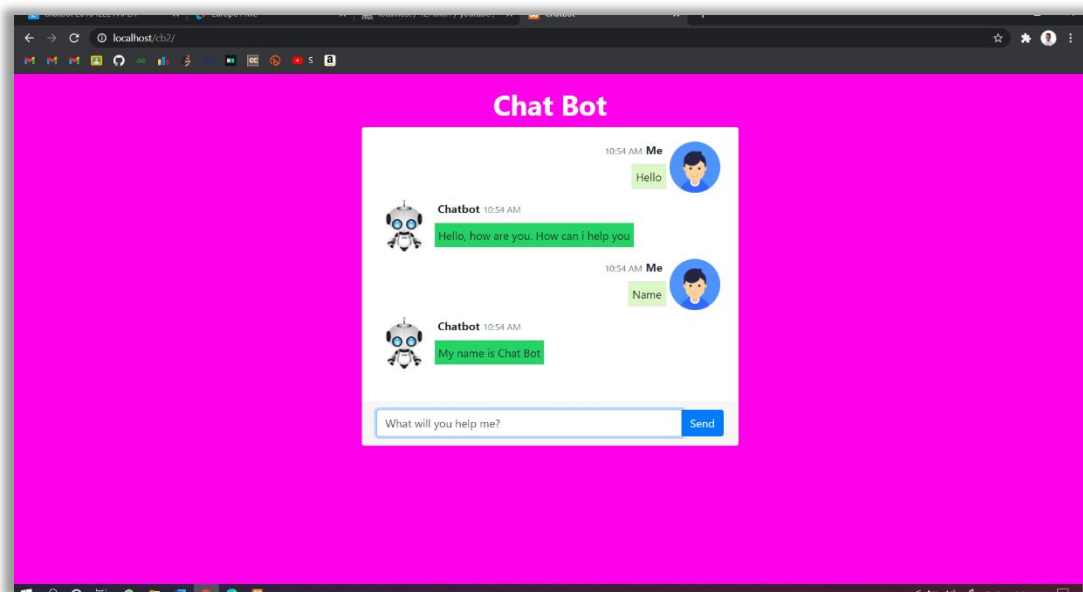 localhost/cb2/
S
Chat Bot
10:54 AM Me
Hello
Chatbot 10:54 AM
Hello, how are you. How can i help you
10:54 AM Me
Name
Chatbot 10:54 AM
My name is Chat Bot
What will you help me?
Send